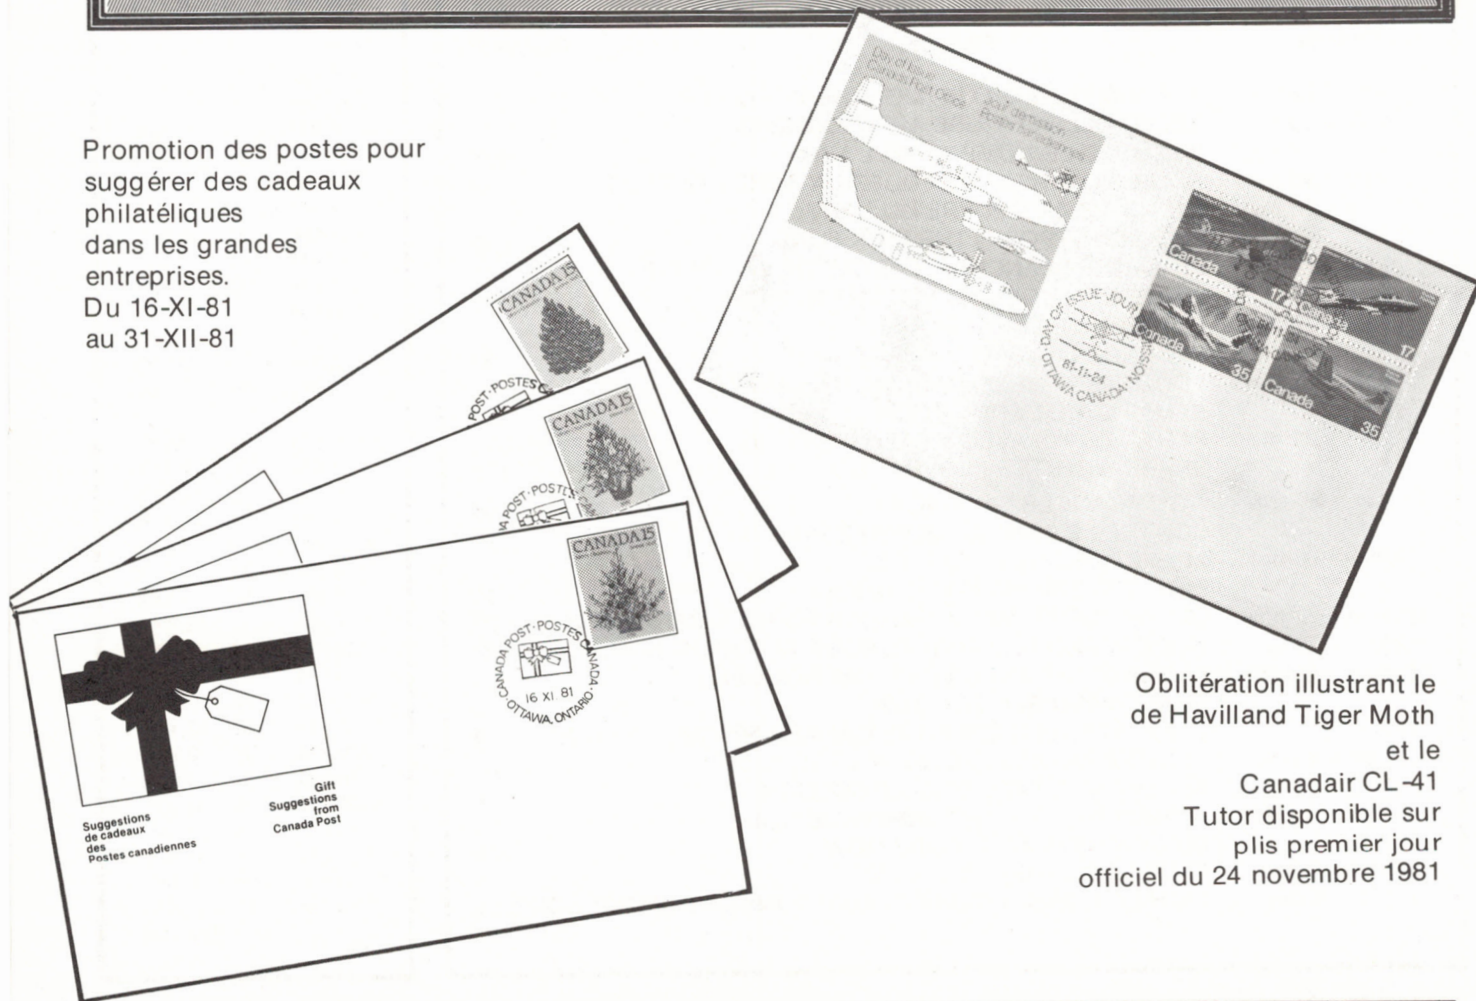 Promotion des postes pour
suggérer des cadeaux
philatéliques
dans les grandes
entreprises.
Du 16-XI-81
au 31-XII-81
Day of Issue
Canada Post Office
Jour d'émission
Postes canadiennes
Canada
17
Canada
17
Canada
35
Canada
35
DAY OF ISSUE·JOUR
OTTAWA CANADA
81-11-24
CANADA 15
POST·POSTES
CANADA 15
POST·POSTES
CANADA 15
CANADA POST·POSTES CANADA·
OTTAWA, ONTARIO
16 XI 81
Suggestions
de cadeaux
des
Postes canadiennes
Gift
Suggestions
from
Canada Post
Oblitération illustrant le
de Havilland Tiger Moth
et le
Canadair CL-41
Tutor disponible sur
plis premier jour
officiel du 24 novembre 1981